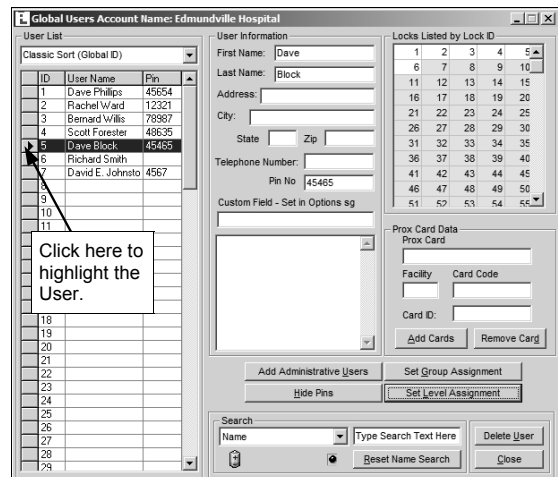 Global Users Account Name: Edmundville Hospital
User List
Classic Sort (Global ID)
ID User Name Pin
1 Dave Phillips 45654
2 Rachel Ward 12321
3 Bernard Willis 78987
4 Scott Forester 48635
5 Dave Block 45465
6 Richard Smith
7 David E. Johnsto 4567
8
9
10
11
Click here to
highlight the
User.
18
19
20
21
22
23
24
25
26
27
28
29
User Information
First Name: Dave
Last Name: Block
Address:
City:
State Zip
Telephone Number:
Pin No 45465
Custom Field - Set in Options sg
Locks Listed by Lock ID
1 2 3 4 5
6 7 8 9 10
11 12 13 14 15
16 17 18 19 20
21 22 23 24 25
26 27 28 29 30
31 32 33 34 35
36 37 38 39 40
41 42 43 44 45
46 47 48 49 50
51 52 53 54 55
Prox Card Data
Prox Card
Facility Card Code
Card ID:
Add Cards Remove Card
Add Administrative Users Set Group Assignment
Hide Pins Set Level Assignment
Search
Name Type Search Text Here Delete User
Reset Name Search Close